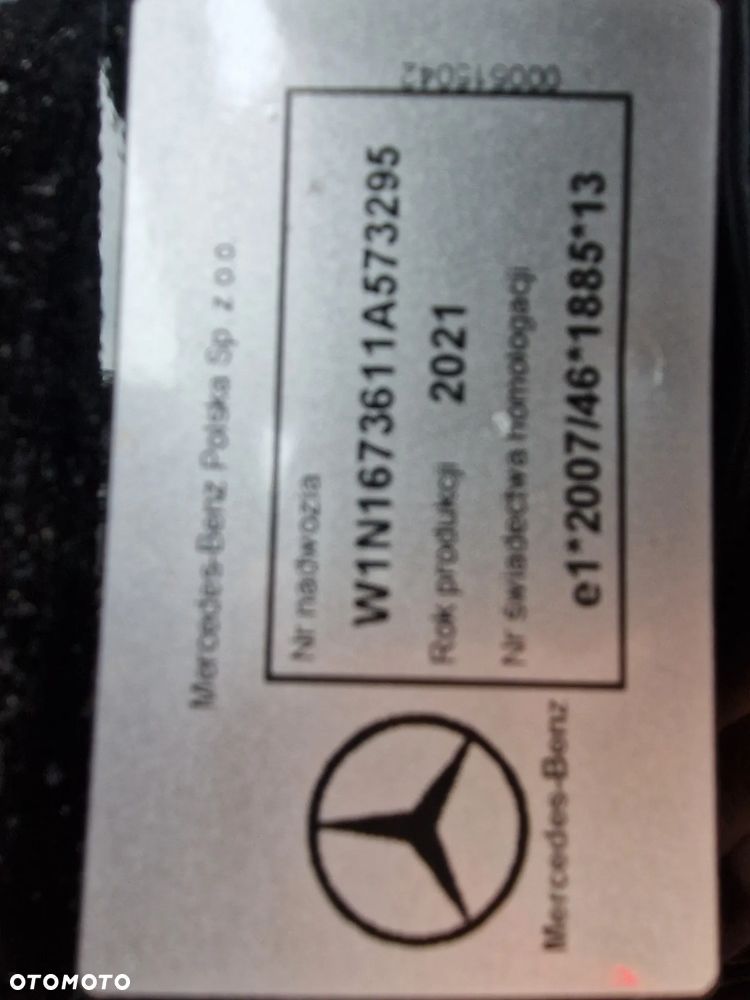 Mercedes-Benz Polska Sp. z o.o.
000515042
Nr nadwozia
W1N1673611A573295
Rok produkcji 2021
Nr świadectwa homologacji
e1*2007/46*1885*13
Mercedes-Benz
OTOMOTO